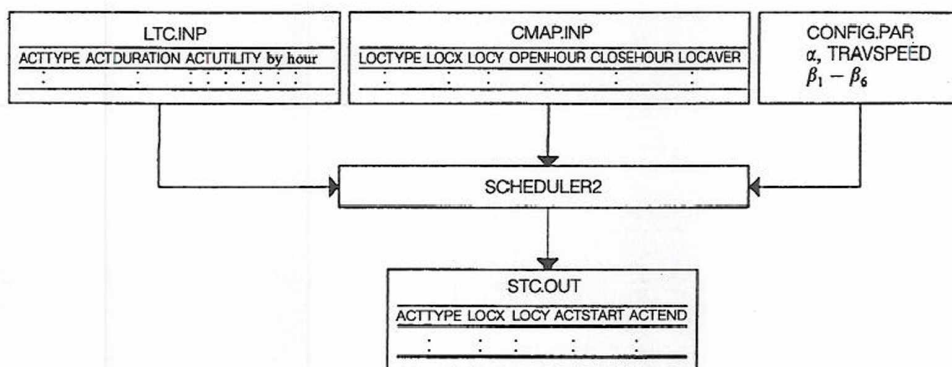 LTC.INP
ACTTYPE ACTDURATION ACTUTILITY by hour
CMAP.INP
LOCTYPE LOCX LOCY OPENHOUR CLOSEHOUR LOCAVER
CONFIG.PAR
α, TRAVSPEED
β₁ − β₆
SCHEDULER2
STC.OUT
ACTTYPE LOCX LOCY ACTSTART ACTEND